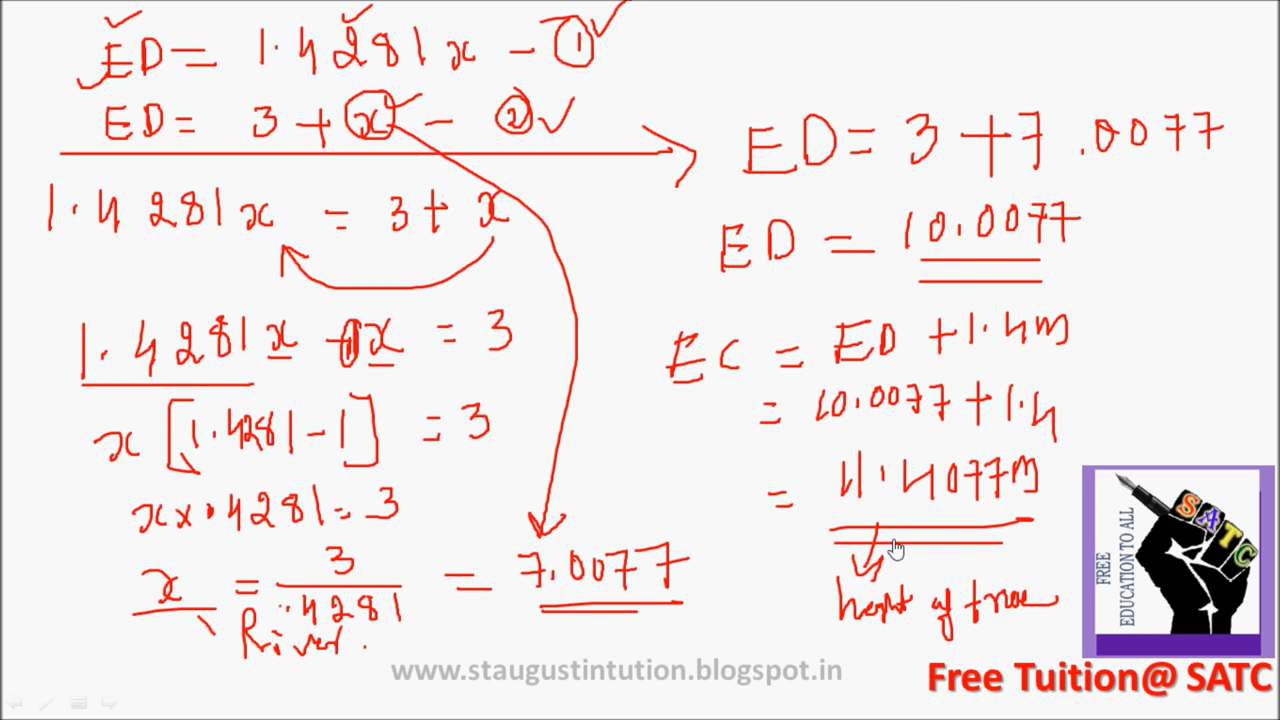 ED = 1.4281x - ①
ED = 3 + x - ②
1.4281x = 3 + x
1.4281x - 1x = 3
x [1.4281 - 1] = 3
x x .4281 = 3
x = 3 / .4281 = 7.0077
River.
ED = 3 + 7.0077
ED = 10.0077
EC = ED + 1.4m
= 10.0077 + 1.4
= 11.4077m
height of tree
FREE
EDUCATION TO ALL
SATC
www.staugustintution.blogspot.in
Free Tuition@ SATC